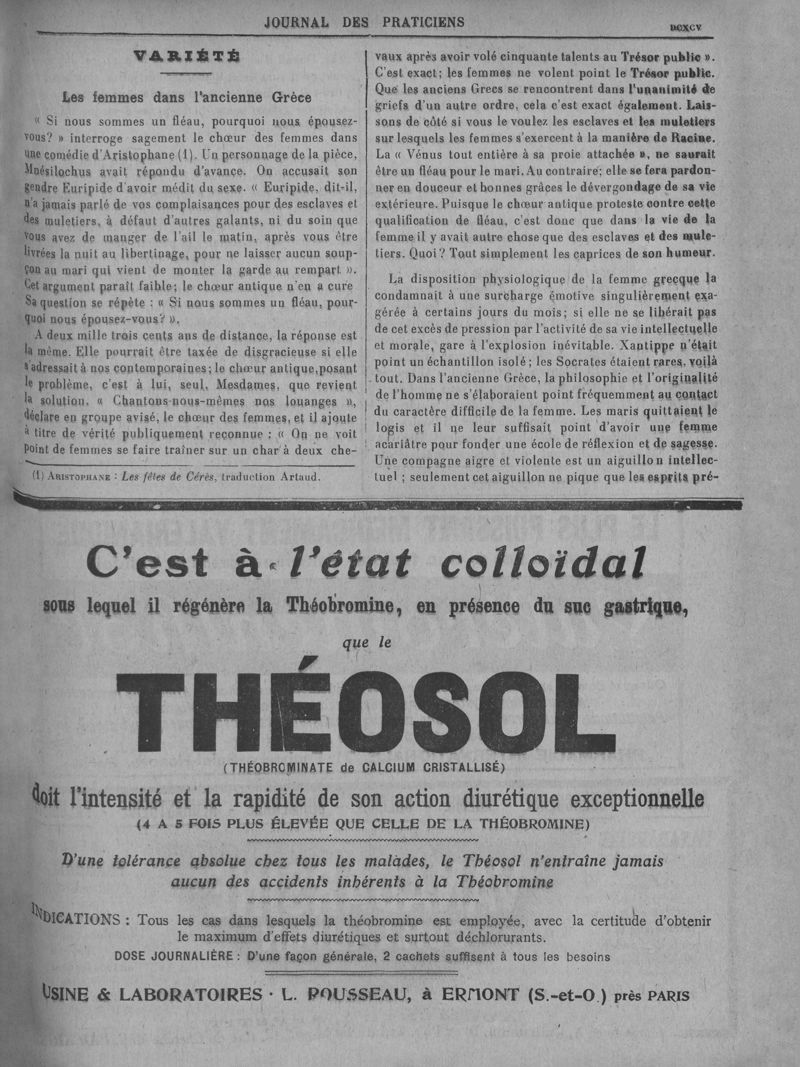 JOURNAL DES PRATICIENS
DCXCV
VARIÉTÉ
Les femmes dans l'ancienne Grèce
« Si nous sommes un fléau, pourquoi nous épousez-
vous? » interroge sagement le chœur des femmes dans
une comédie d'Aristophane (1). Un personnage de la pièce,
Mnésilochus avait répondu d'avance. On accusait son
gendre Euripide d'avoir médit du sexe. « Euripide, dit-il,
n'a jamais parlé de vos complaisances pour des esclaves et
des muletiers, à défaut d'autres galants, ni du soin que
vous avez de manger de l'ail le matin, après vous être
livrées la nuit au libertinage, pour ne laisser aucun soup-
çon au mari qui vient de monter la garde au rempart ».
Cet argument paraît faible; le chœur antique n'en a cure
Sa question se répète : « Si nous sommes un fléau, pour-
quoi nous épousez-vous? ».
A deux mille trois cents ans de distance, la réponse est
la même. Elle pourrait être taxée de disgracieuse si elle
s'adressait à nos contemporaines; le chœur antique, posant
le problème, c'est à lui, seul, Mesdames, que revient
la solution. « Chantons-nous-mêmes nos louanges »,
déclare en groupe avisé, le chœur des femmes, et il ajoute
à titre de vérité publiquement reconnue : « On ne voit
point de femmes se faire traîner sur un char à deux che-
(1) ARISTOPHANE : Les fêtes de Cérès, traduction Artaud.
vaux après avoir volé cinquante talents au Trésor public ».
C'est exact; les femmes ne volent point le Trésor public.
Que les anciens Grecs se rencontrent dans l'unanimité de
griefs d'un autre ordre, cela c'est exact également. Lais-
sons de côté si vous le voulez les esclaves et les muletiers
sur lesquels les femmes s'exercent à la manière de Racine.
La « Vénus tout entière à sa proie attachée », ne saurait
être un fléau pour le mari. Au contraire; elle se fera pardon-
ner en douceur et bonnes grâces le dévergondage de sa vie
extérieure. Puisque le chœur antique proteste contre cette
qualification de fléau, c'est donc que dans la vie de la
femme il y avait autre chose que des esclaves et des mule-
tiers. Quoi? Tout simplement les caprices de son humeur.
La disposition physiologique de la femme grecque la
condamnait à une surcharge émotive singulièrement exa-
gérée à certains jours du mois; si elle ne se libérait pas
de cet excès de pression par l'activité de sa vie intellectuelle
et morale, gare à l'explosion inévitable. Xantippe n'était
point un échantillon isolé; les Socrates étaient rares, voilà
tout. Dans l'ancienne Grèce, la philosophie et l'originalité
de l'homme ne s'élaboraient point fréquemment au contact
du caractère difficile de la femme. Les maris quittaient le
logis et il ne leur suffisait point d'avoir une femme
acariâtre pour fonder une école de réflexion et de sagesse.
Une compagne aigre et violente est un aiguillon intellec-
tuel ; seulement cet aiguillon ne pique que les esprits pré-
C'est à l'état colloïdal
sous lequel il régénère la Théobromine, en présence du suc gastrique,
que le
THÉOSOL
(THÉOBROMINATE de CALCIUM CRISTALLISÉ)
doit l'intensité et la rapidité de son action diurétique exceptionnelle
(4 A 5 FOIS PLUS ÉLEVÉE QUE CELLE DE LA THÉOBROMINE)
D'une tolérance absolue chez tous les malades, le Théosol n'entraîne jamais
aucun des accidents inhérents à la Théobromine
INDICATIONS : Tous les cas dans lesquels la théobromine est employée, avec la certitude d'obtenir
le maximum d'effets diurétiques et surtout déchlorurants.
DOSE JOURNALIÈRE : D'une façon générale, 2 cachets suffisent à tous les besoins
USINE & LABORATOIRES · L. ROUSSEAU, à ERMONT (S.-et-O.) près PARIS